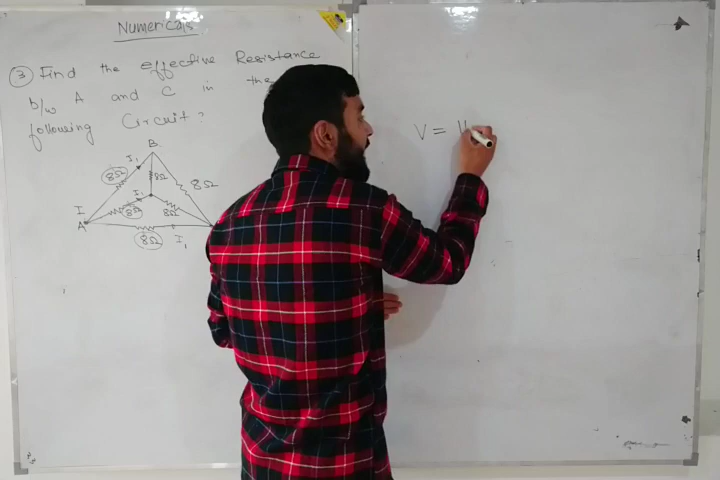 Numericals
3 Find the effective Resistance
b/w A and C in the
following Circuit?
B
I₁
8Ω
8Ω
8Ω
I₁
8Ω
8Ω
I
A
8Ω
I₁
V =